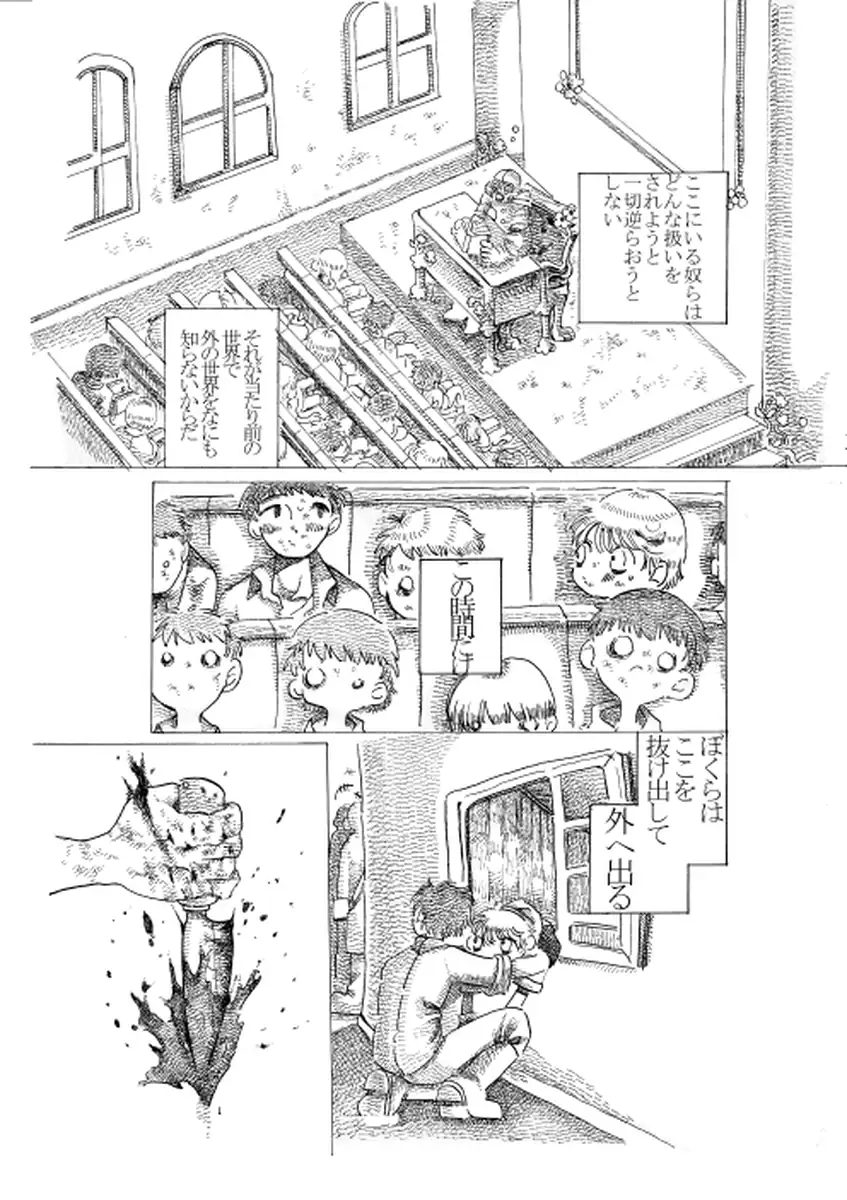 ここにいる奴らは
どんな扱いを
されようと
一切逆らおうと
しない
それが当たり前の
世界で
外の世界をなにも
知らないからだ
この時間に
ぼくらは
ここを
抜け出して
外へ出る